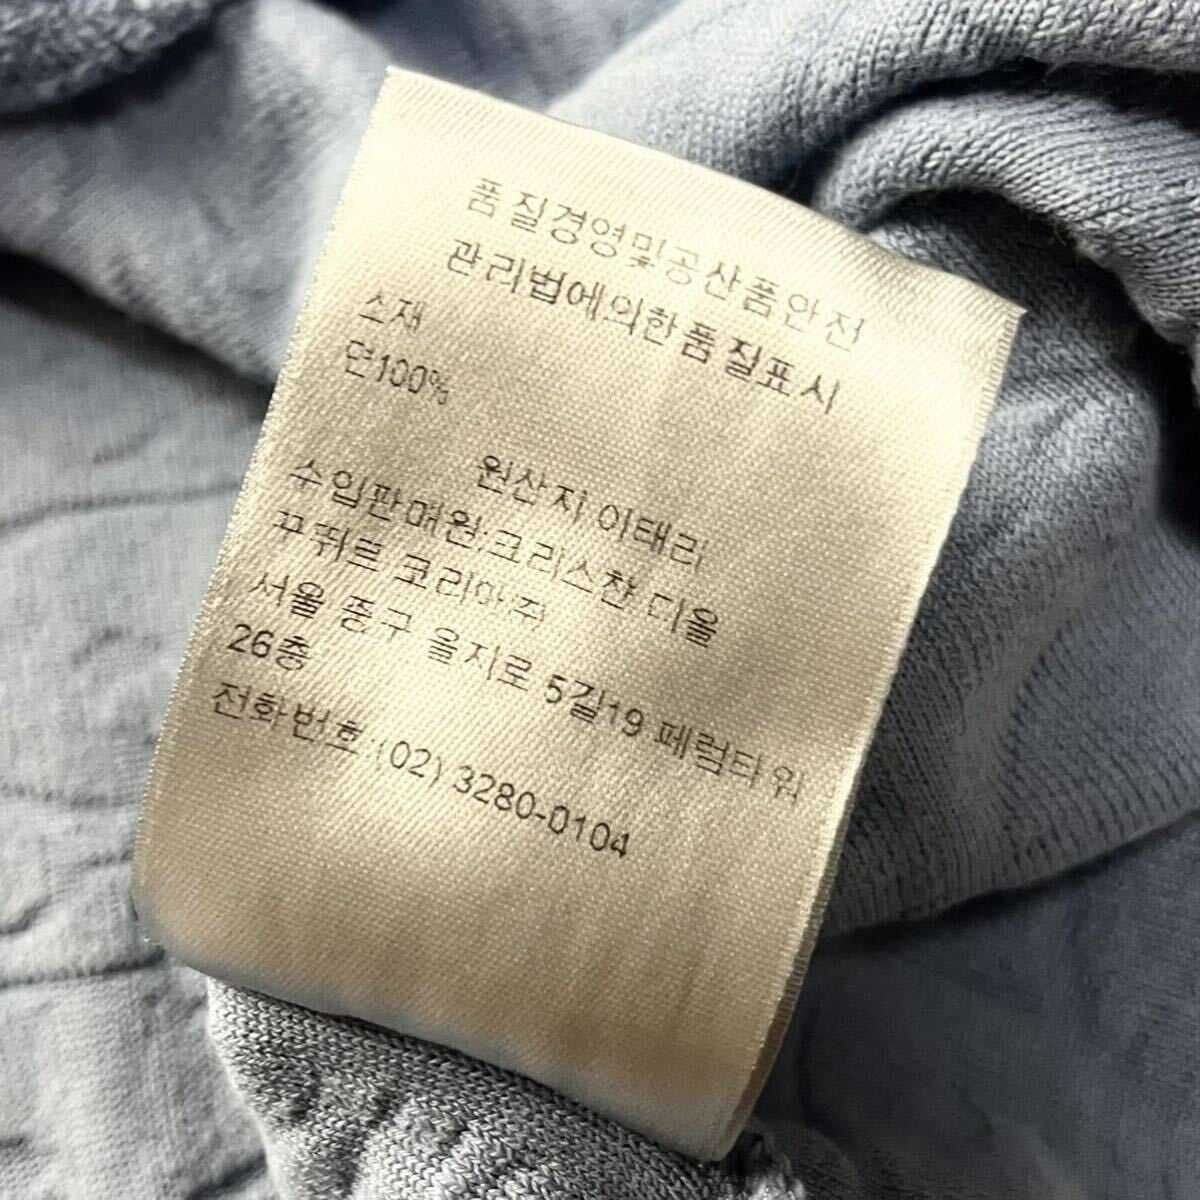 품질경영및공산품안전
관리법에의한품질표시
소재
면100%
원산지 이태리
수입판매원:크리스챤 디올
꾸뛰르 코리아㈜
서울 중구 을지로 5길19 페럼타워
26층
전화번호:(02) 3280-0104